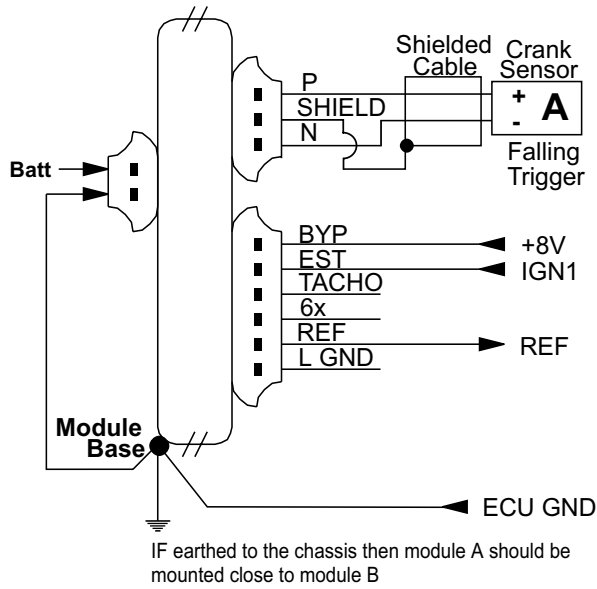 Shielded
Cable
Crank
Sensor
P
SHIELD
N
+
-
A
Falling
Trigger
Batt
BYP
EST
TACHO
6x
REF
L GND
+8V
IGN1
REF
Module
Base
ECU GND
IF earthed to the chassis then module A should be
mounted close to module B